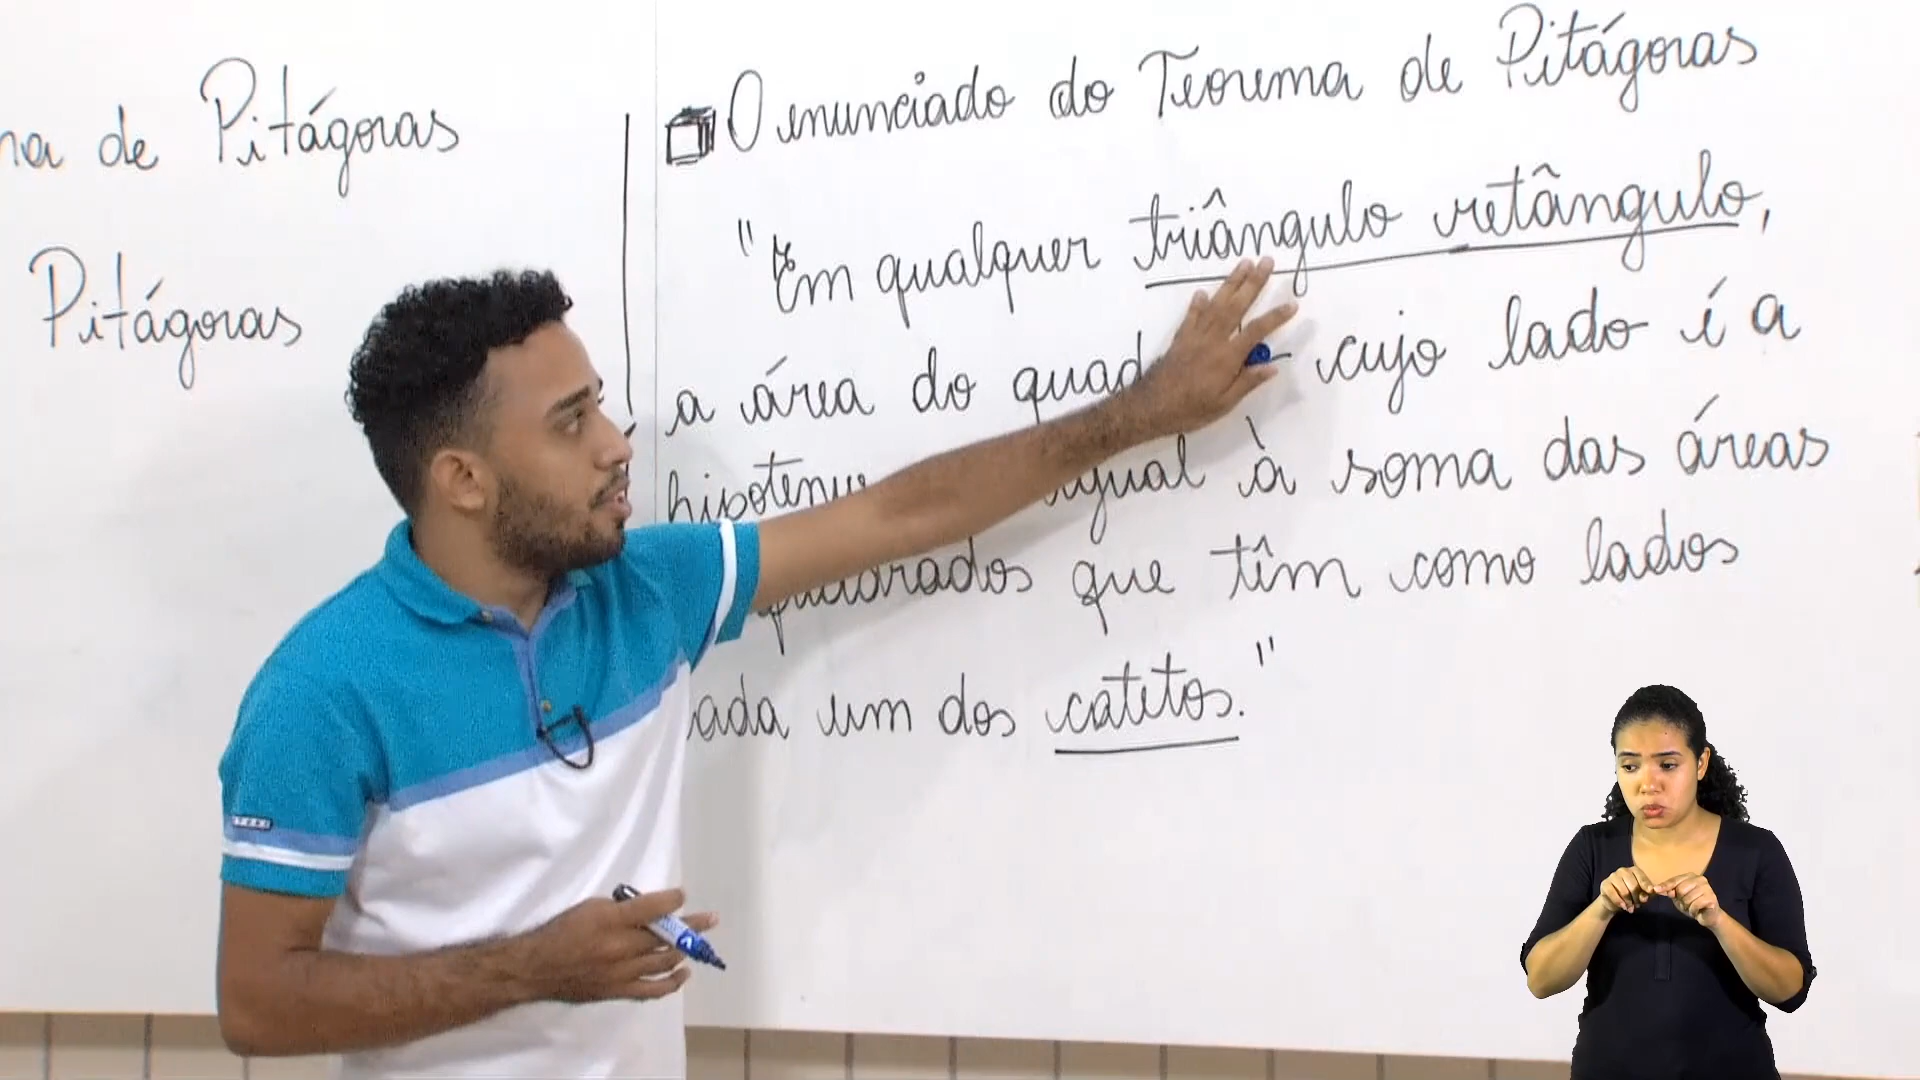 de Pitágoras
Pitágoras
O enunciado do Teorema de Pitágoras
"Em qualquer triângulo retângulo,
a área do quad cujo lado é a
hipotenu igual à soma das áreas
quadrados que têm como lados
cada um dos catetos."